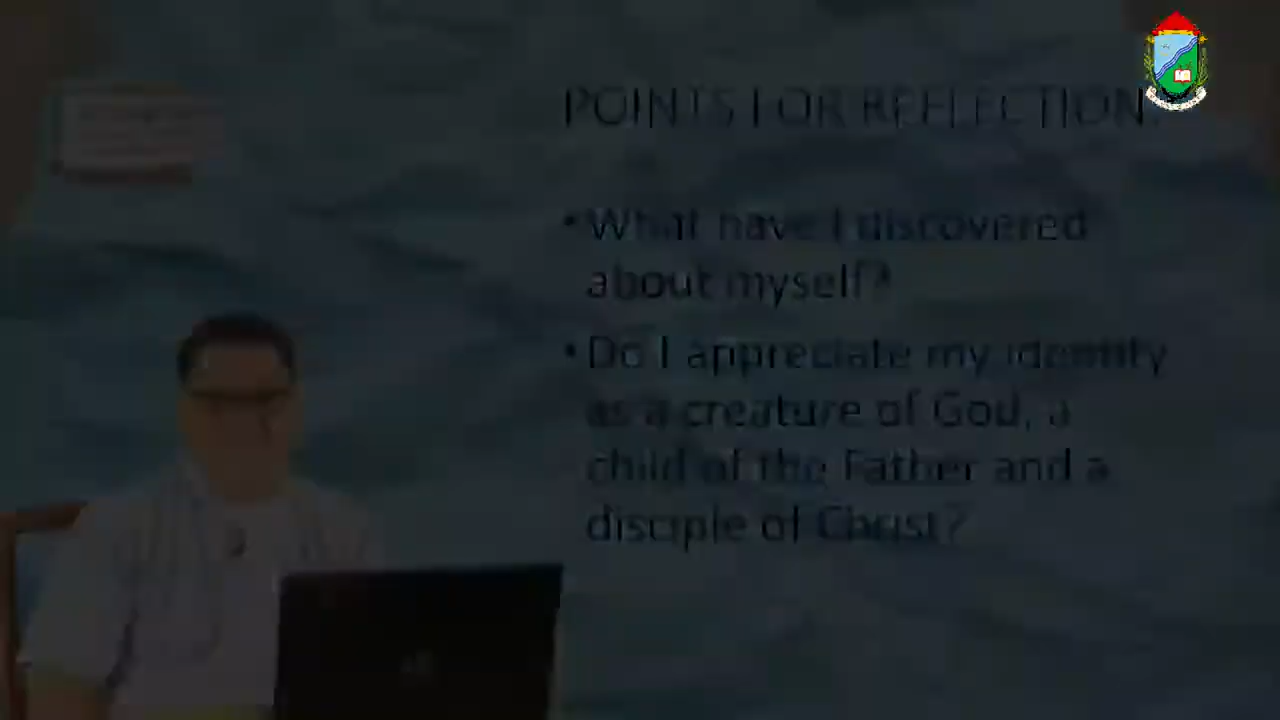 POINTS FOR REFLECTION:
• What have I discovered
about myself?
• Do I appreciate my identity
as a creature of God, a
child of the Father and a
disciple of Christ?